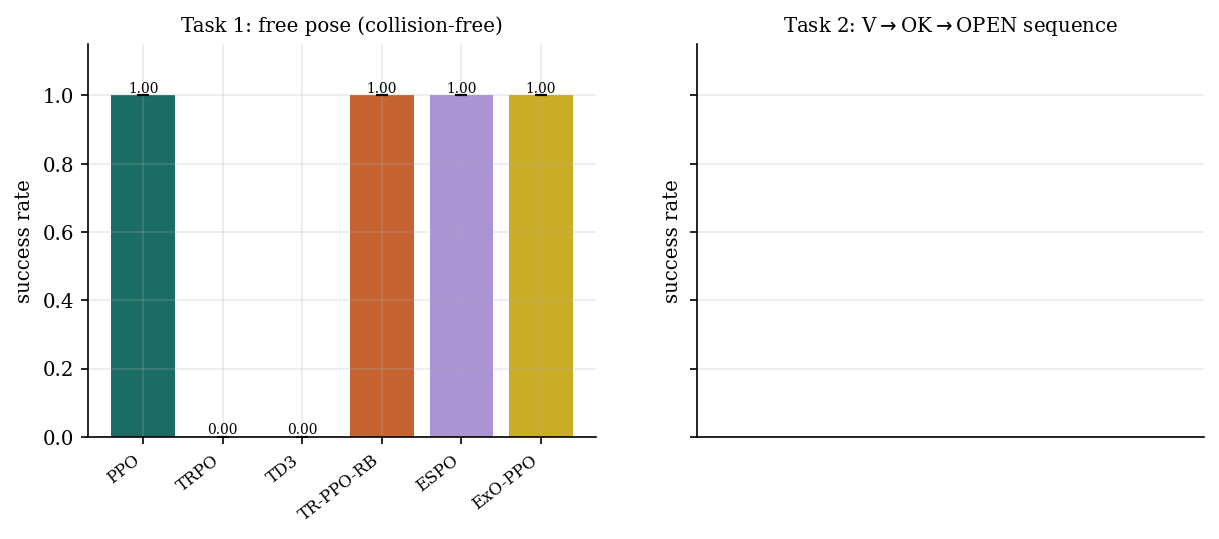 Task 1: free pose (collision-free)
success rate
1.0
0.8
0.6
0.4
0.2
0.0
1.00
0.00
0.00
1.00
1.00
1.00
PPO
TRPO
TD3
TR-PPO-RB
ESPO
ExO-PPO
Task 2: V→OK→OPEN sequence
success rate